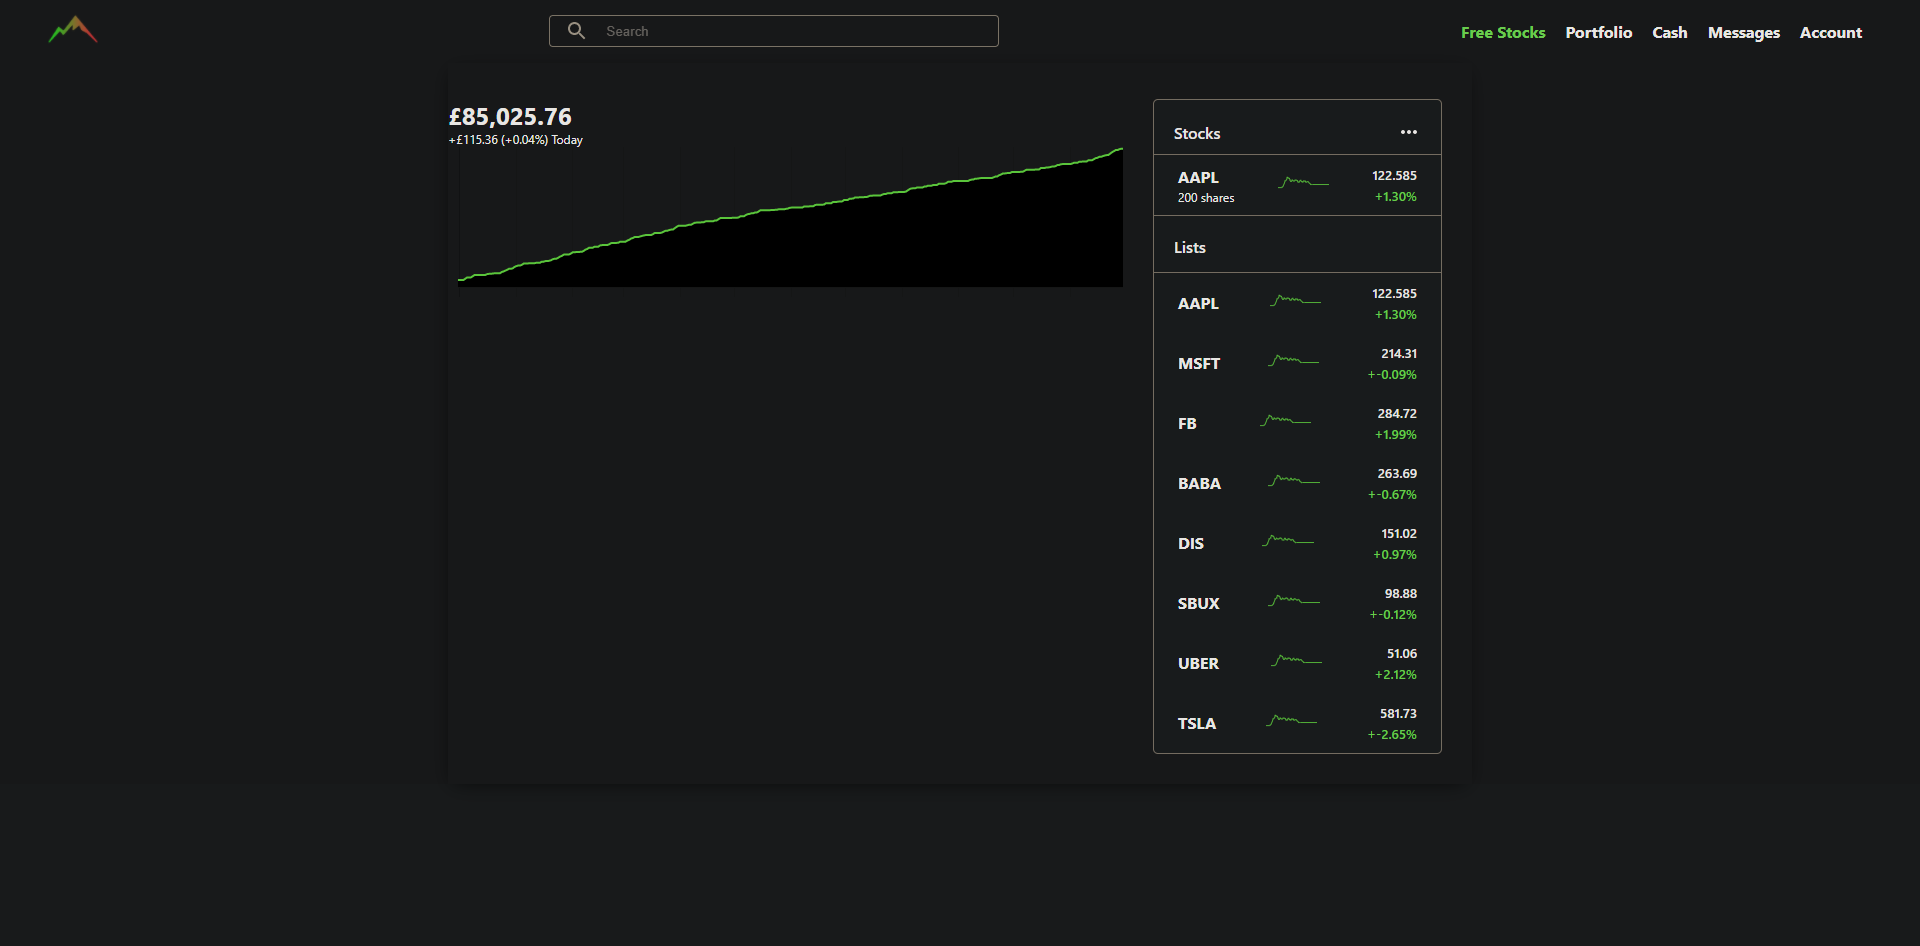 Search
Free Stocks Portfolio Cash Messages Account
£85,025.76
+£115.36 (+0.04%) Today
Stocks
AAPL 122.585
200 shares +1.30%
Lists
AAPL 122.585
+1.30%
MSFT 214.31
+-0.09%
FB 284.72
+1.99%
BABA 263.69
+-0.67%
DIS 151.02
+0.97%
SBUX 98.88
+-0.12%
UBER 51.06
+2.12%
TSLA 581.73
+-2.65%